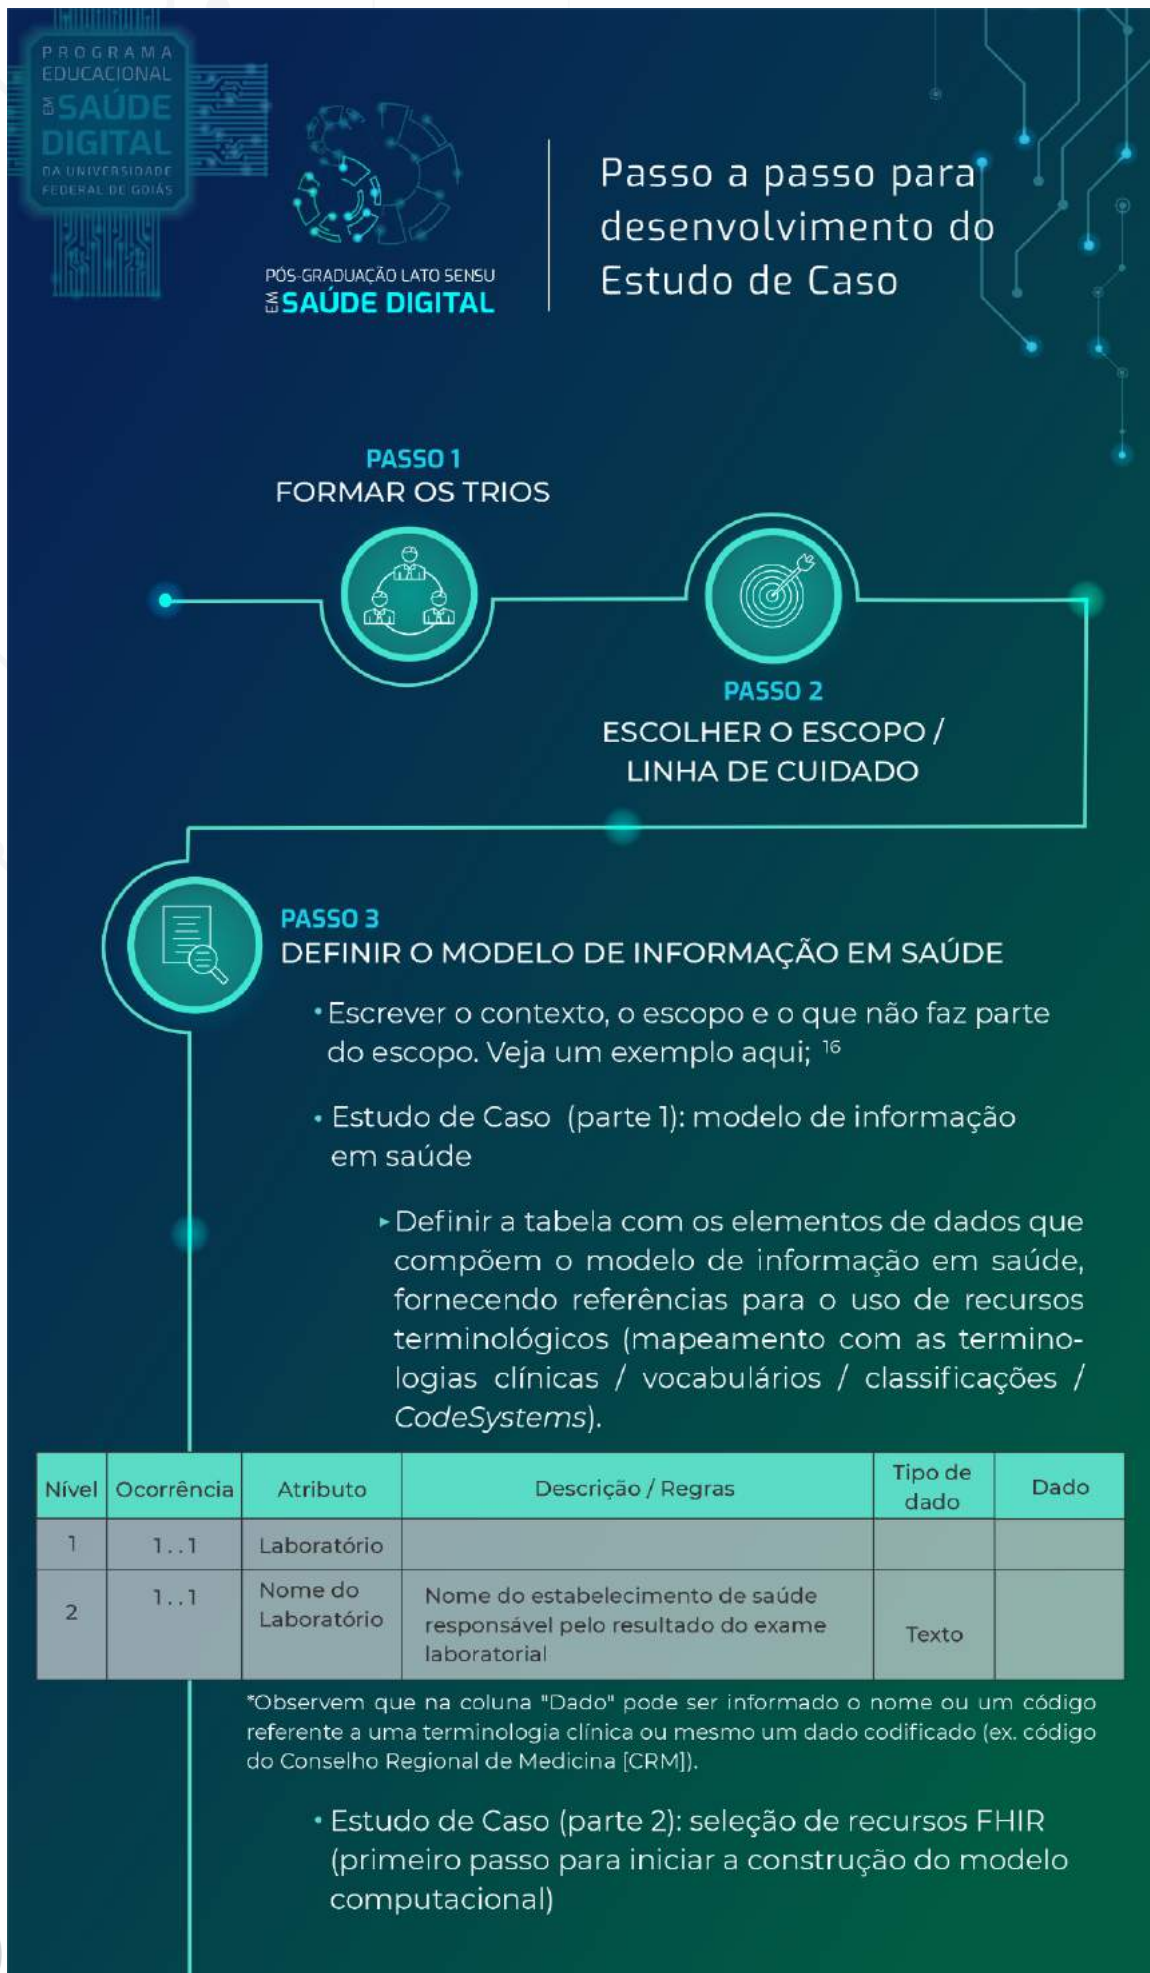 PROGRAMA
EDUCACIONAL
EM SAÚDE
DIGITAL
DA UNIVERSIDADE
FEDERAL DE GOIÁS
PÓS-GRADUAÇÃO LATO SENSU
EM SAÚDE DIGITAL
Passo a passo para
desenvolvimento do
Estudo de Caso
PASSO 1
FORMAR OS TRIOS
PASSO 2
ESCOLHER O ESCOPO /
LINHA DE CUIDADO
PASSO 3
DEFINIR O MODELO DE INFORMAÇÃO EM SAÚDE
• Escrever o contexto, o escopo e o que não faz parte
do escopo. Veja um exemplo aqui; 16
• Estudo de Caso (parte 1): modelo de informação
em saúde
▸ Definir a tabela com os elementos de dados que
compõem o modelo de informação em saúde,
fornecendo referências para o uso de recursos
terminológicos (mapeamento com as termino-
logias clínicas / vocabulários / classificações /
CodeSystems).
Nível Ocorrência Atributo Descrição / Regras Tipo de dado Dado
1 1..1 Laboratório
2 1..1 Nome do Laboratório Nome do estabelecimento de saúde
responsável pelo resultado do exame
laboratorial Texto
*Observem que na coluna "Dado" pode ser informado o nome ou um código
referente a uma terminologia clínica ou mesmo um dado codificado (ex. código
do Conselho Regional de Medicina [CRM]).
• Estudo de Caso (parte 2): seleção de recursos FHIR
(primeiro passo para iniciar a construção do modelo
computacional)